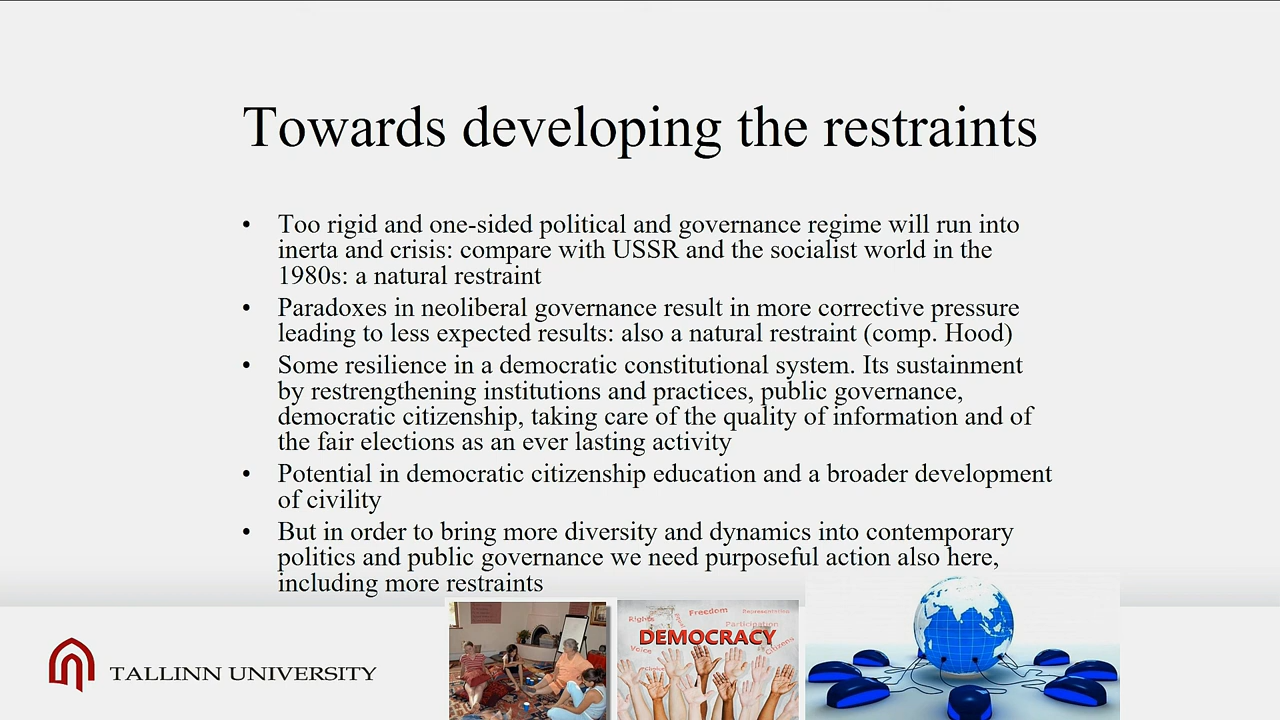 Towards developing the restraints
• Too rigid and one-sided political and governance regime will run into
inerta and crisis: compare with USSR and the socialist world in the
1980s: a natural restraint
• Paradoxes in neoliberal governance result in more corrective pressure
leading to less expected results: also a natural restraint (comp. Hood)
• Some resilience in a democratic constitutional system. Its sustainment
by restrengthening institutions and practices, public governance,
democratic citizenship, taking care of the quality of information and of
the fair elections as an ever lasting activity
• Potential in democratic citizenship education and a broader development
of civility
• But in order to bring more diversity and dynamics into contemporary
politics and public governance we need purposeful action also here,
including more restraints
TALLINN UNIVERSITY
Freedom
Rights
Participation
DEMOCRACY
Voice
Citizens